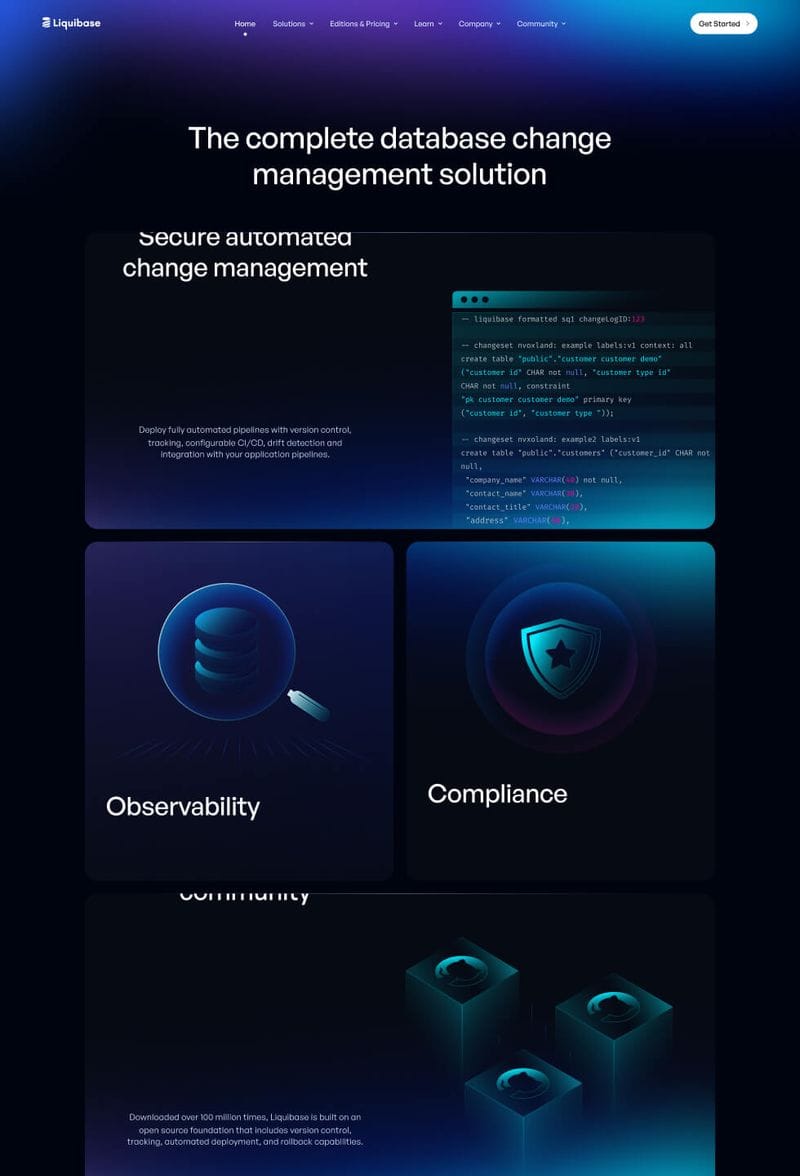 Liquibase
Home
Solutions
Editions & Pricing
Learn
Company
Community
Get Started
The complete database change
management solution
Secure automated
change management
-- liquibase formatted sql changeLogID:123
-- changeset nvoxland: example labels:v1 context: all
create table "public"."customer customer demo"
("customer id" CHAR not null, "customer type id"
CHAR not null, constraint
"pk customer customer demo" primary key
("customer id", "customer type "));
-- changeset nvoxland: example2 labels:v1
create table "public"."customers" ("customer_id" CHAR not
null,
"company_name" VARCHAR(40) not null,
"contact_name" VARCHAR(30),
"contact_title" VARCHAR(30),
"address" VARCHAR(60),
Deploy fully automated pipelines with version control,
tracking, configurable CI/CD, drift detection and
integration with your application pipelines.
Observability
Compliance
community
Downloaded over 100 million times, Liquibase is built on an
open source foundation that includes version control,
tracking, automated deployment, and rollback capabilities.